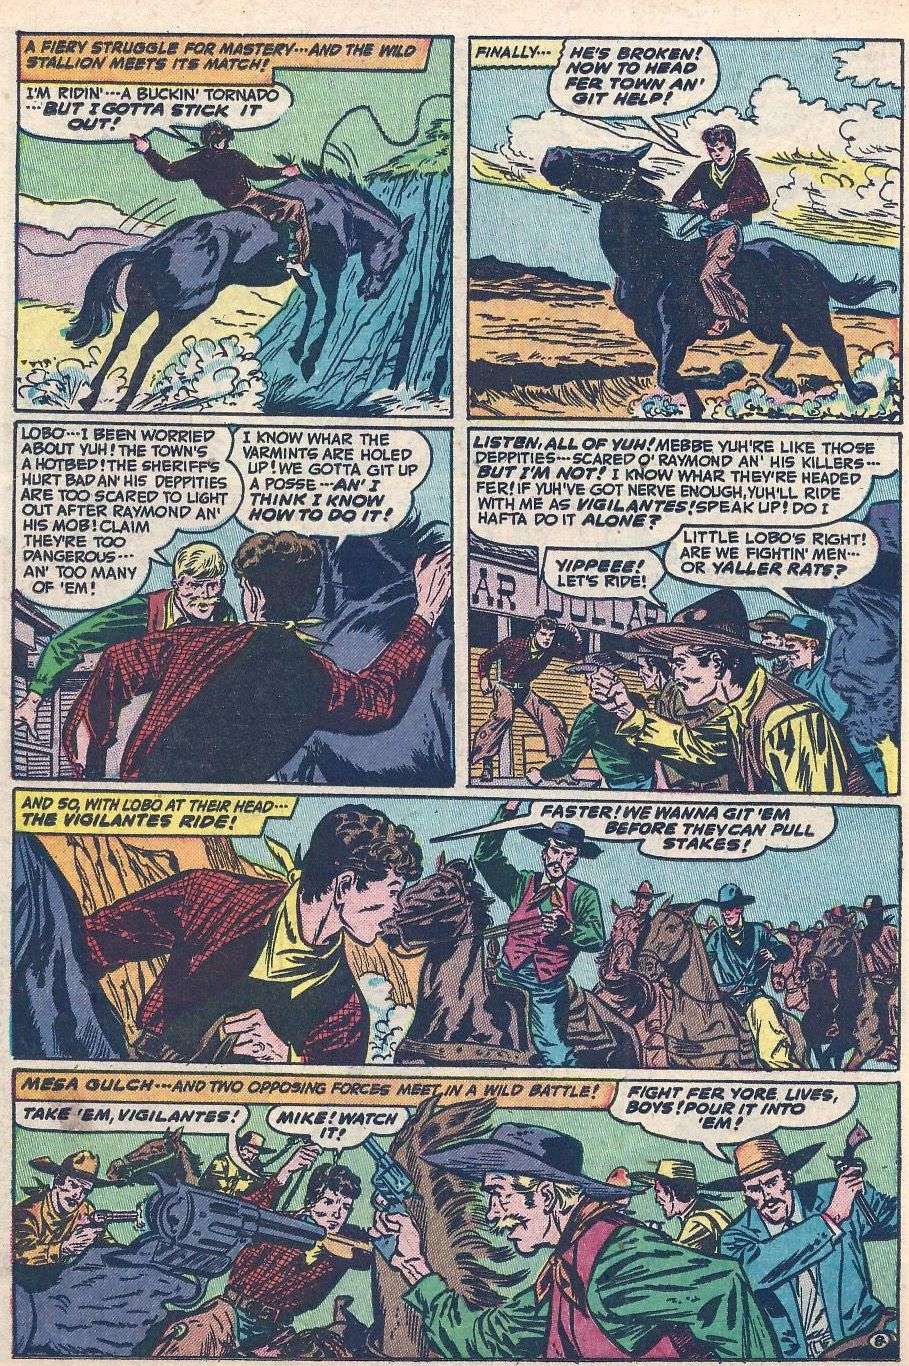 A FIERY STRUGGLE FOR MASTERY---AND THE WILD
STALLION MEETS ITS MATCH!
I'M RIDIN'---A BUCKIN' TORNADO
---BUT I GOTTA STICK IT
OUT!
FINALLY---
HE'S BROKEN!
NOW TO HEAD
FER TOWN AN'
GIT HELP!
LOBO---I BEEN WORRIED
ABOUT YUH! THE TOWN'S
A HOTBED! THE SHERIFF'S
HURT BAD AN' HIS DEPPITIES
ARE TOO SCARED TO LIGHT
OUT AFTER RAYMOND AN'
HIS MOB! CLAIM
THEY'RE TOO
DANGEROUS---
AN' TOO MANY
OF 'EM!
I KNOW WHAR THE
VARMINTS ARE HOLED
UP! WE GOTTA GIT UP
A POSSE---AN' I
THINK I KNOW
HOW TO DO IT!
LISTEN, ALL OF YUH! MEBBE YUH'RE LIKE THOSE
DEPPITIES---SCARED O' RAYMOND AN' HIS KILLERS---
BUT I'M NOT! I KNOW WHAR THEY'RE HEADED
FER! IF YUH'VE GOT NERVE ENOUGH, YUH'LL RIDE
WITH ME AS VIGILANTES! SPEAK UP! DO I
HAFTA DO IT ALONE?
YIPPEEE!
LET'S RIDE!
LITTLE LOBO'S RIGHT!
ARE WE FIGHTIN' MEN---
OR YALLER RATS?
AR DOLLAR
AND SO, WITH LOBO AT THEIR HEAD---
THE VIGILANTES RIDE!
FASTER! WE WANNA GIT 'EM
BEFORE THEY CAN PULL
STAKES!
MESA GULCH---AND TWO OPPOSING FORCES MEET IN A WILD BATTLE!
TAKE 'EM, VIGILANTES!
MIKE! WATCH
IT!
FIGHT FER YORE LIVES,
BOYS! POUR IT INTO
'EM!
8